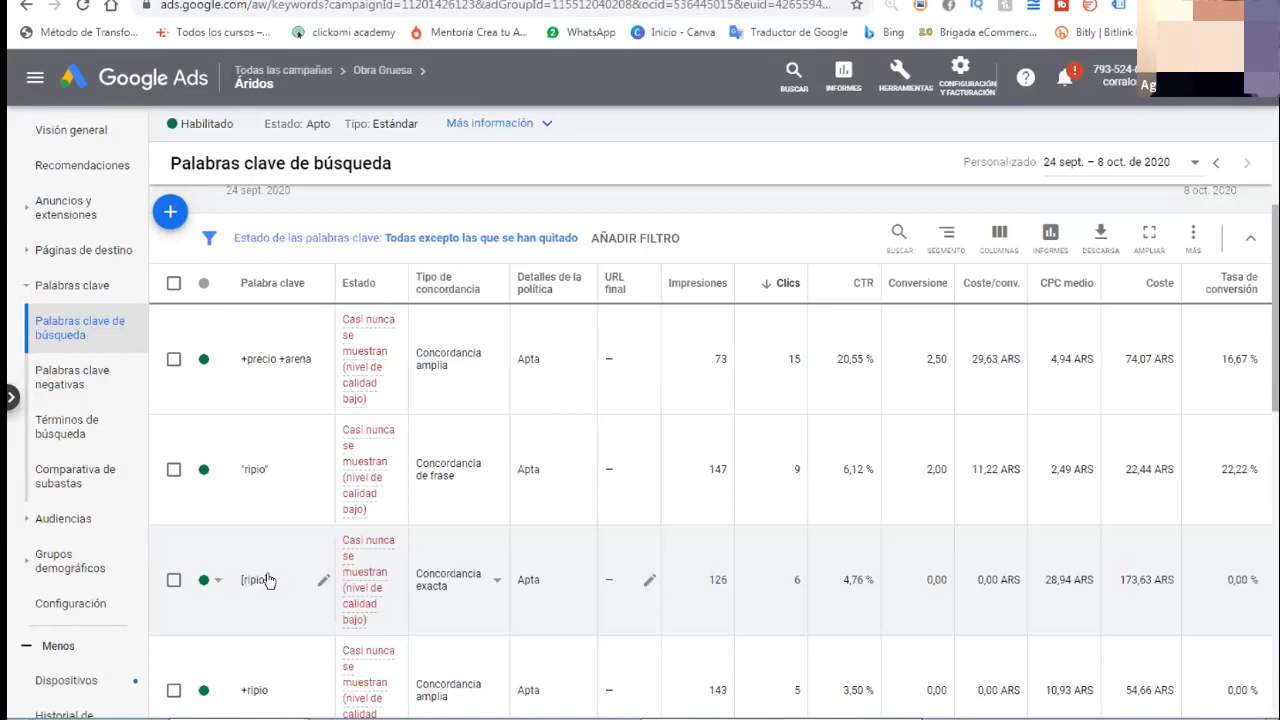 ads.google.com/aw/keywords?campaignId=11201426123&adGroupId=115512040208&ocid=536445015&euid=4265594...
Método de Transfo...
Todos los cursos –...
clickomi academy
Mentoría Crea tu A...
WhatsApp
Inicio - Canva
Traductor de Google
Bing
Brigada eCommerc...
Bitly | Bitlink
Google Ads
Todas las campañas > Obra Gruesa >
Áridos
BUSCAR
INFORMES
HERRAMIENTAS
CONFIGURACIÓN
Y FACTURACIÓN
793-524-
corralo
Ag
Visión general
Recomendaciones
Anuncios y
extensiones
Páginas de destino
Palabras clave
Palabras clave de
búsqueda
Palabras clave
negativas
Términos de
búsqueda
Comparativa de
subastas
Audiencias
Grupos
demográficos
Configuración
Menos
Dispositivos
Historial de
Habilitado Estado: Apto Tipo: Estándar Más información
Palabras clave de búsqueda
Personalizado 24 sept. – 8 oct. de 2020
24 sept. 2020 8 oct. 2020
Estado de las palabras clave: Todas excepto las que se han quitado AÑADIR FILTRO
BUSCAR SEGMENTO COLUMNAS INFORMES DESCARGA AMPLIAR MÁS
Palabra clave
Estado
Tipo de
concordancia
Detalles de la
política
URL
final
Impresiones
Clics
CTR
Conversione
Coste/conv.
CPC medio
Coste
Tasa de
conversión
+precio +arena
Casi nunca
se
muestran
(nivel de
calidad
bajo)
Concordancia
amplia
Apta – 73 15 20,55 % 2,50 29,63 ARS 4,94 ARS 74,07 ARS 16,67 %
"ripio"
Casi nunca
se
muestran
(nivel de
calidad
bajo)
Concordancia
de frase
Apta – 147 9 6,12 % 2,00 11,22 ARS 2,49 ARS 22,44 ARS 22,22 %
[ripio]
Casi nunca
se
muestran
(nivel de
calidad
bajo)
Concordancia
exacta
Apta – 126 6 4,76 % 0,00 0,00 ARS 28,94 ARS 173,63 ARS 0,00 %
+ripio
Casi nunca
se
muestran
(nivel de
calidad
Concordancia
amplia
Apta – 143 5 3,50 % 0,00 0,00 ARS 10,93 ARS 54,66 ARS 0,00 %